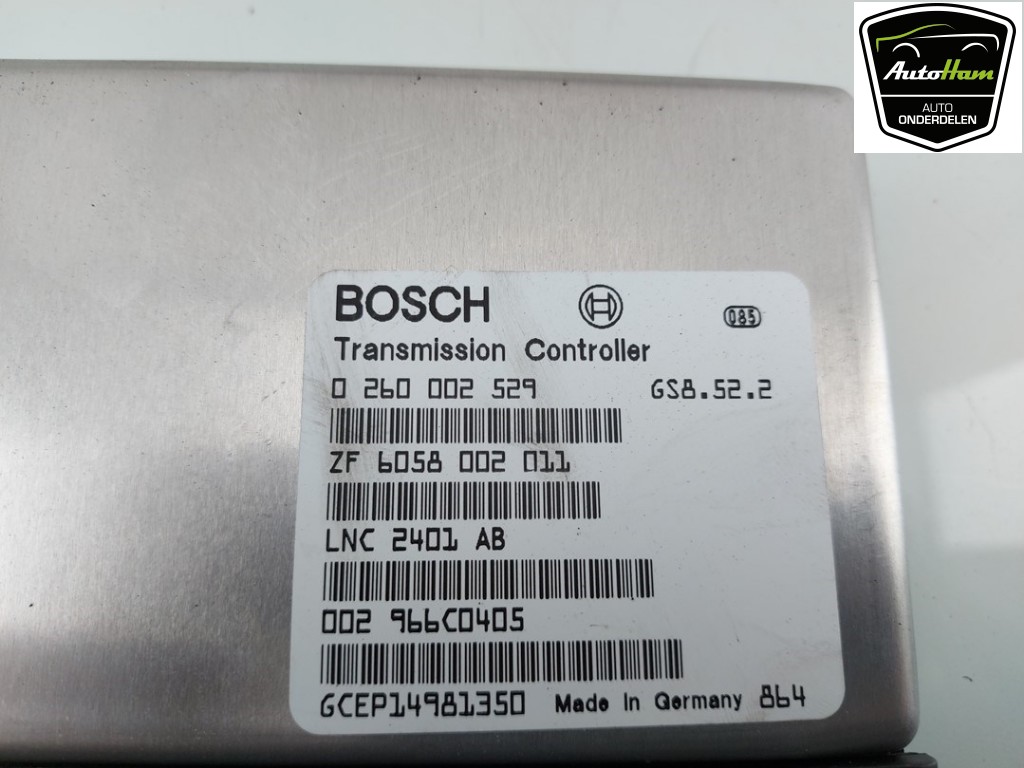 AutoHam
AUTO
ONDERDELEN
BOSCH
085
Transmission Controller
0 260 002 529 GS8.52.2
ZF 6058 002 011
LNC 2401 AB
002 966C0405
GCEP14981350 Made In Germany 864